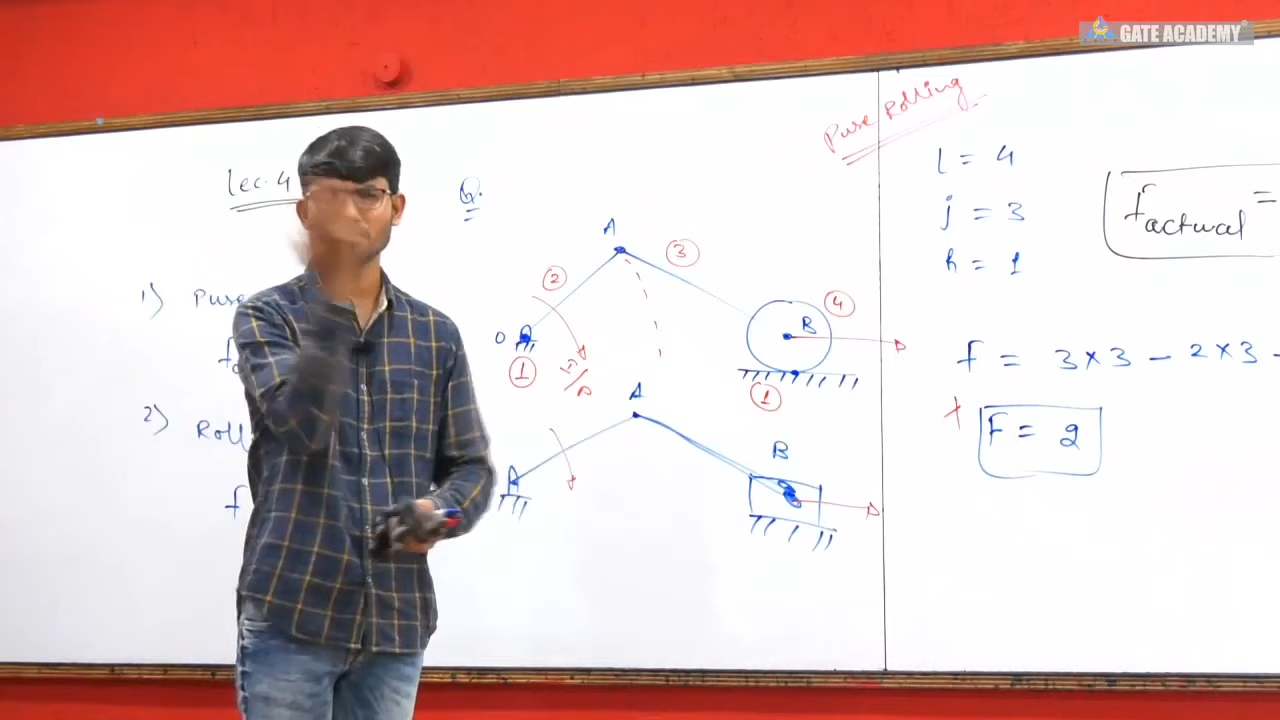 GATE ACADEMY
Lec. 4
Q.
Pure Rolling
l = 4
j = 3
h = 1
factual =
1) Pure
2) Roll
f
A
2
3
4
B
O
1
1
I/P
f = 3×3 - 2×3 -
F = 2
A
B